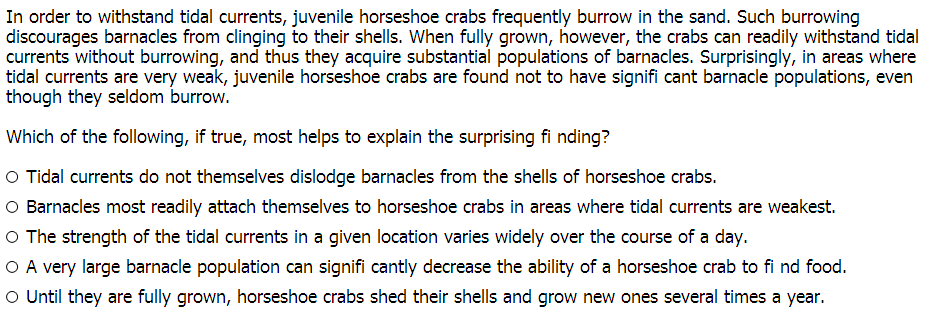 In order to withstand tidal currents, juvenile horseshoe crabs frequently burrow in the sand. Such burrowing
discourages barnacles from clinging to their shells. When fully grown, however, the crabs can readily withstand tidal
currents without burrowing, and thus they acquire substantial populations of barnacles. Surprisingly, in areas where
tidal currents are very weak, juvenile horseshoe crabs are found not to have signifi cant barnacle populations, even
though they seldom burrow.
Which of the following, if true, most helps to explain the surprising fi nding?
Tidal currents do not themselves dislodge barnacles from the shells of horseshoe crabs.
Barnacles most readily attach themselves to horseshoe crabs in areas where tidal currents are weakest.
The strength of the tidal currents in a given location varies widely over the course of a day.
A very large barnacle population can signifi cantly decrease the ability of a horseshoe crab to fi nd food.
Until they are fully grown, horseshoe crabs shed their shells and grow new ones several times a year.